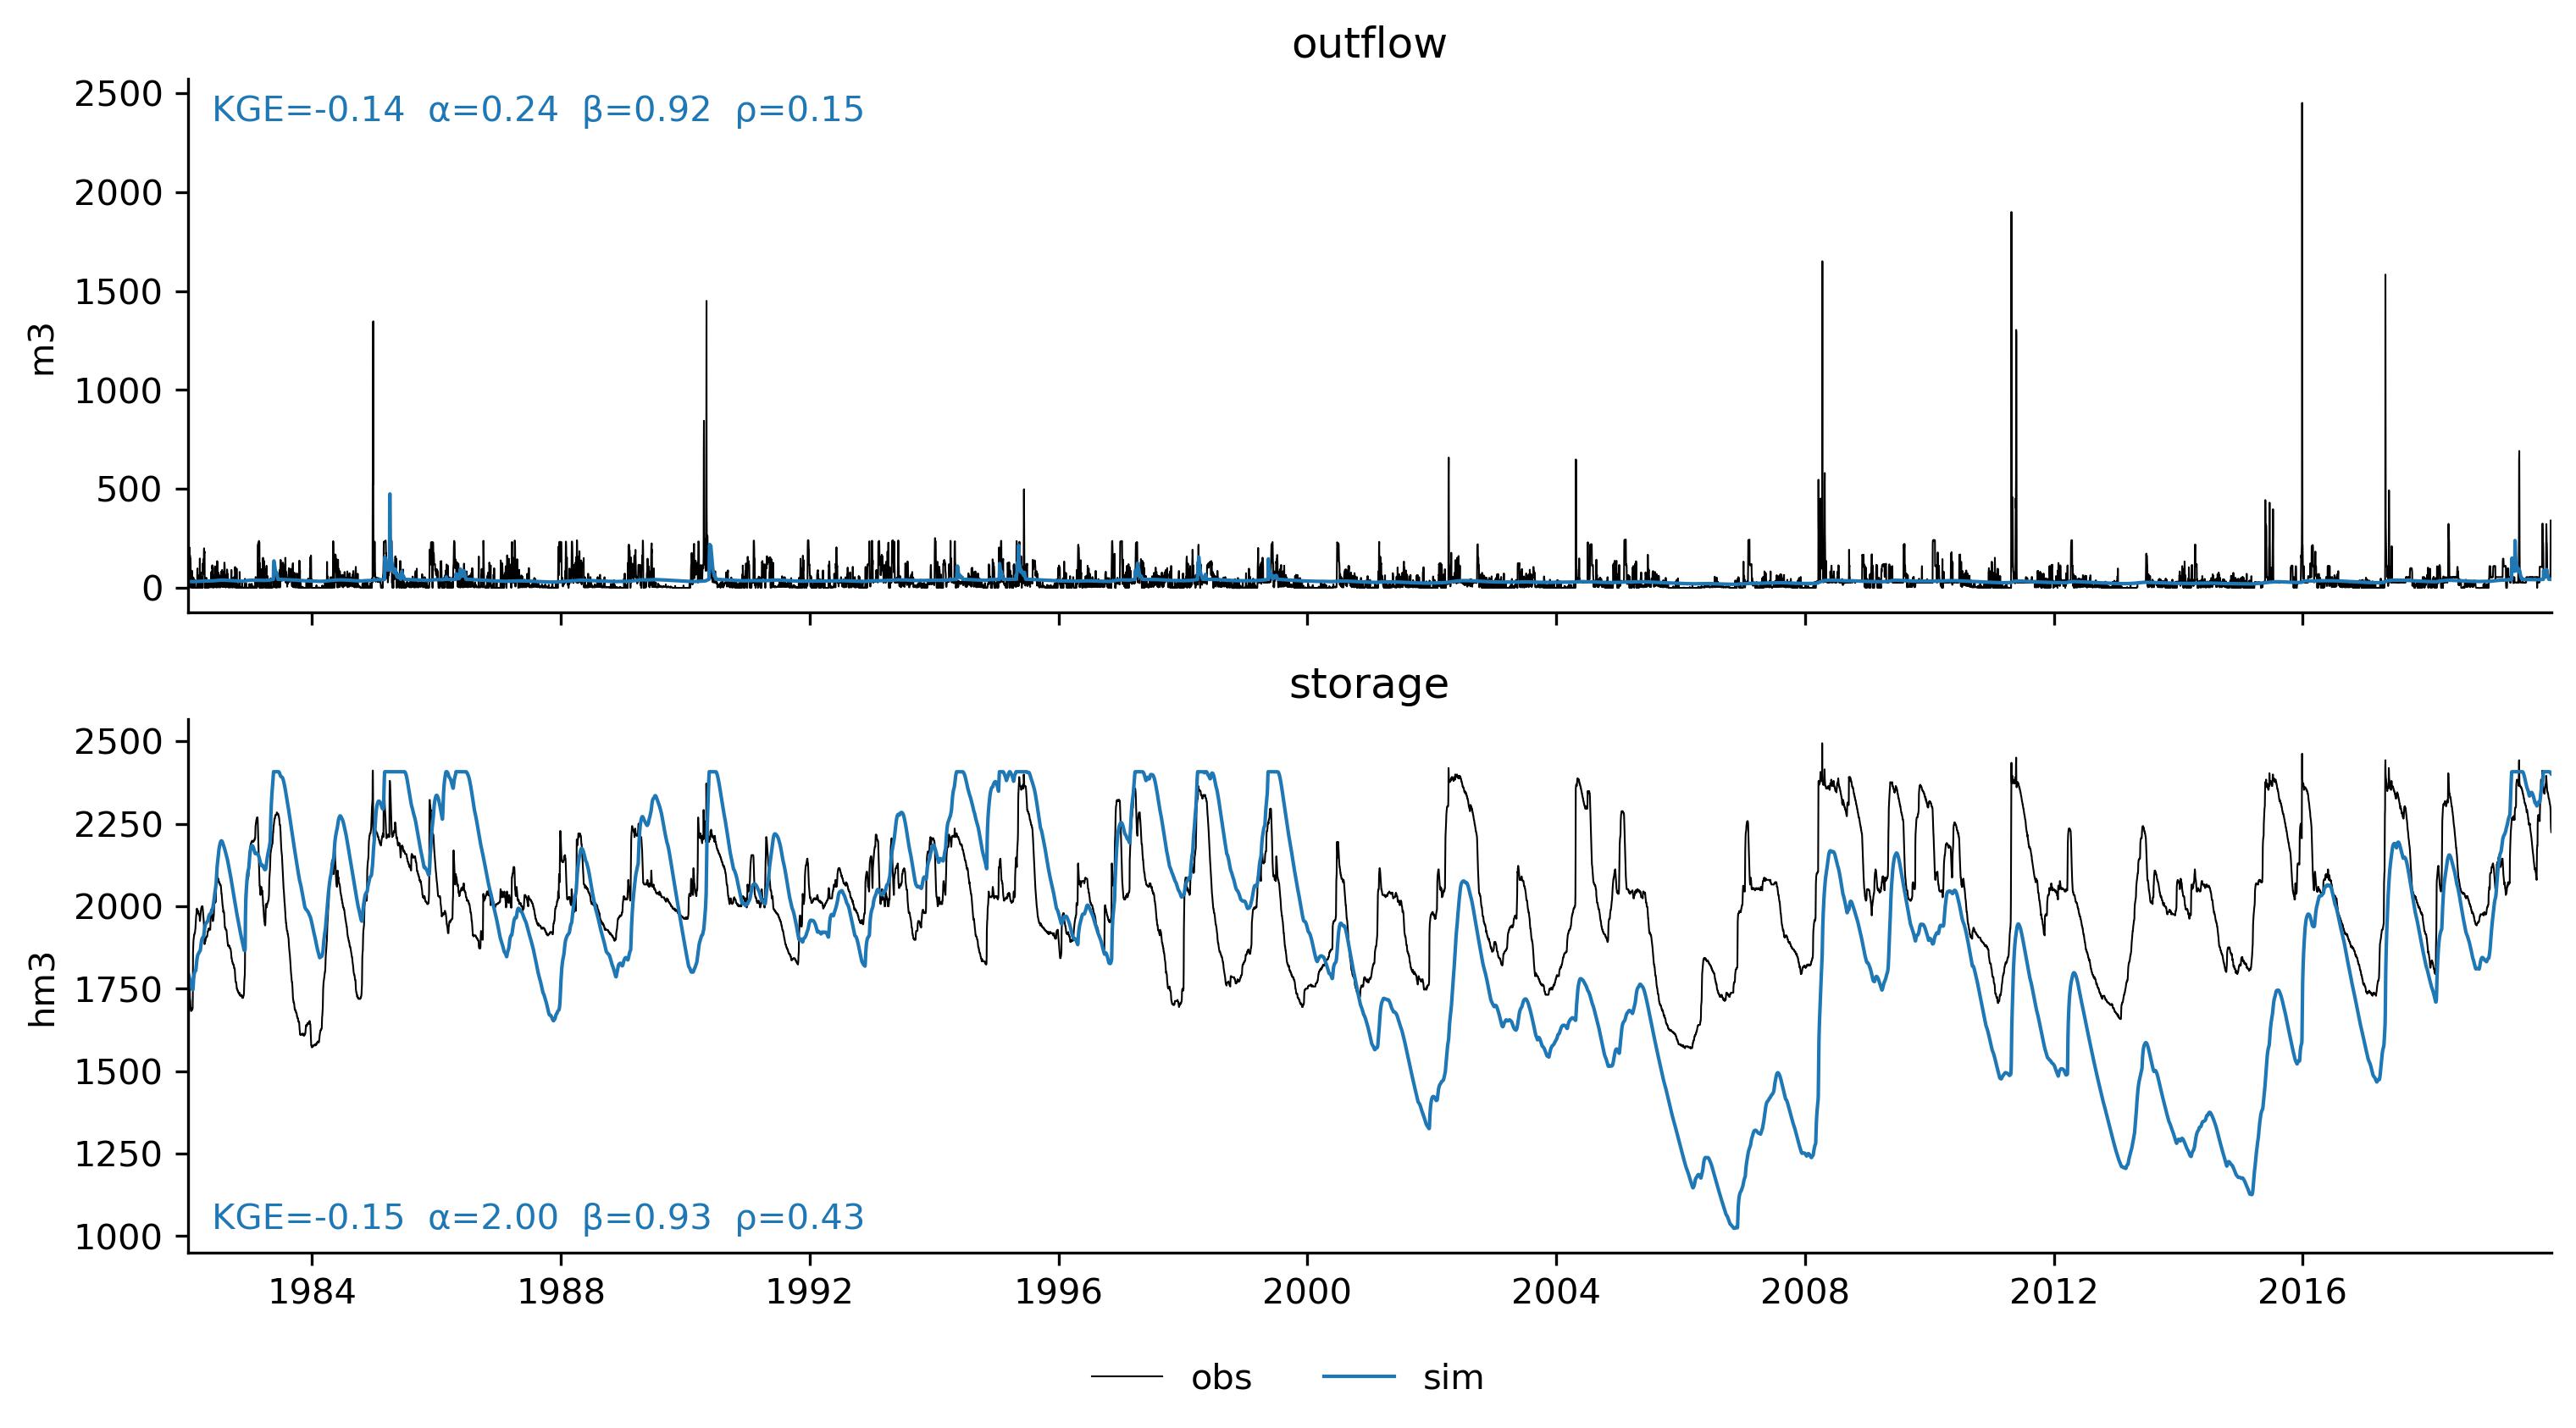 outflow
2500
KGE=-0.14 α=0.24 β=0.92 ρ=0.15
2000
1500
m3
1000
500
0
storage
2500
2250
2000
hm3
1750
1500
1250
KGE=-0.15 α=2.00 β=0.93 ρ=0.43
1000
1984 1988 1992 1996 2000 2004 2008 2012 2016
obs sim